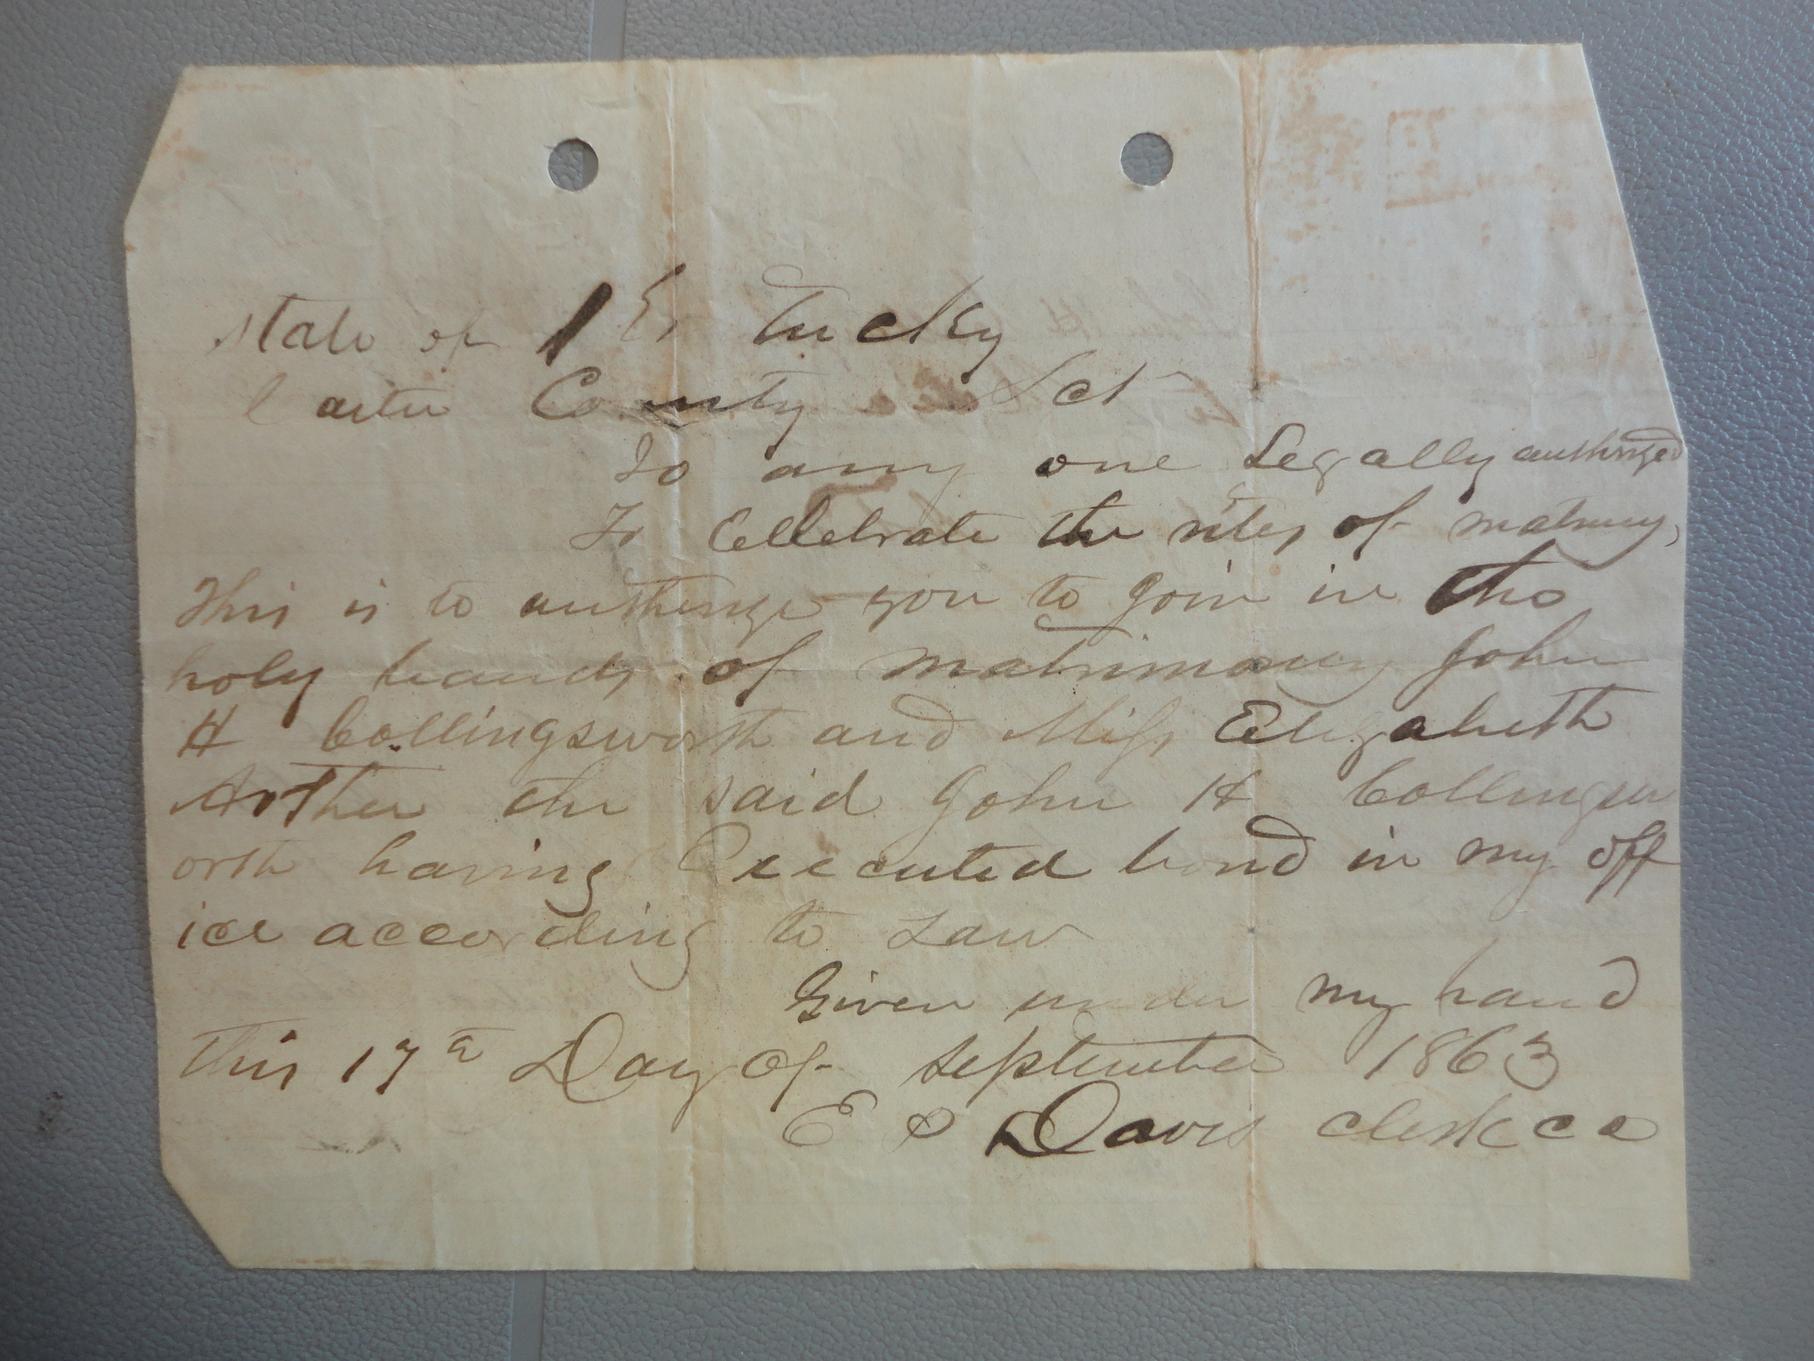 State of Kentucky
Carter County Sct
To any one Legally authorized
To Cellebrate the rites of matrimony,
This is to authorize you to Join in the
holy bands of matrimony John
H Collingsworth and Miss Elizabeth
the said John H Collingsw
orth having Executed bond in my off
ice according to Law
Given under my hand
this 17th Day of September 1863
E Davis clerk